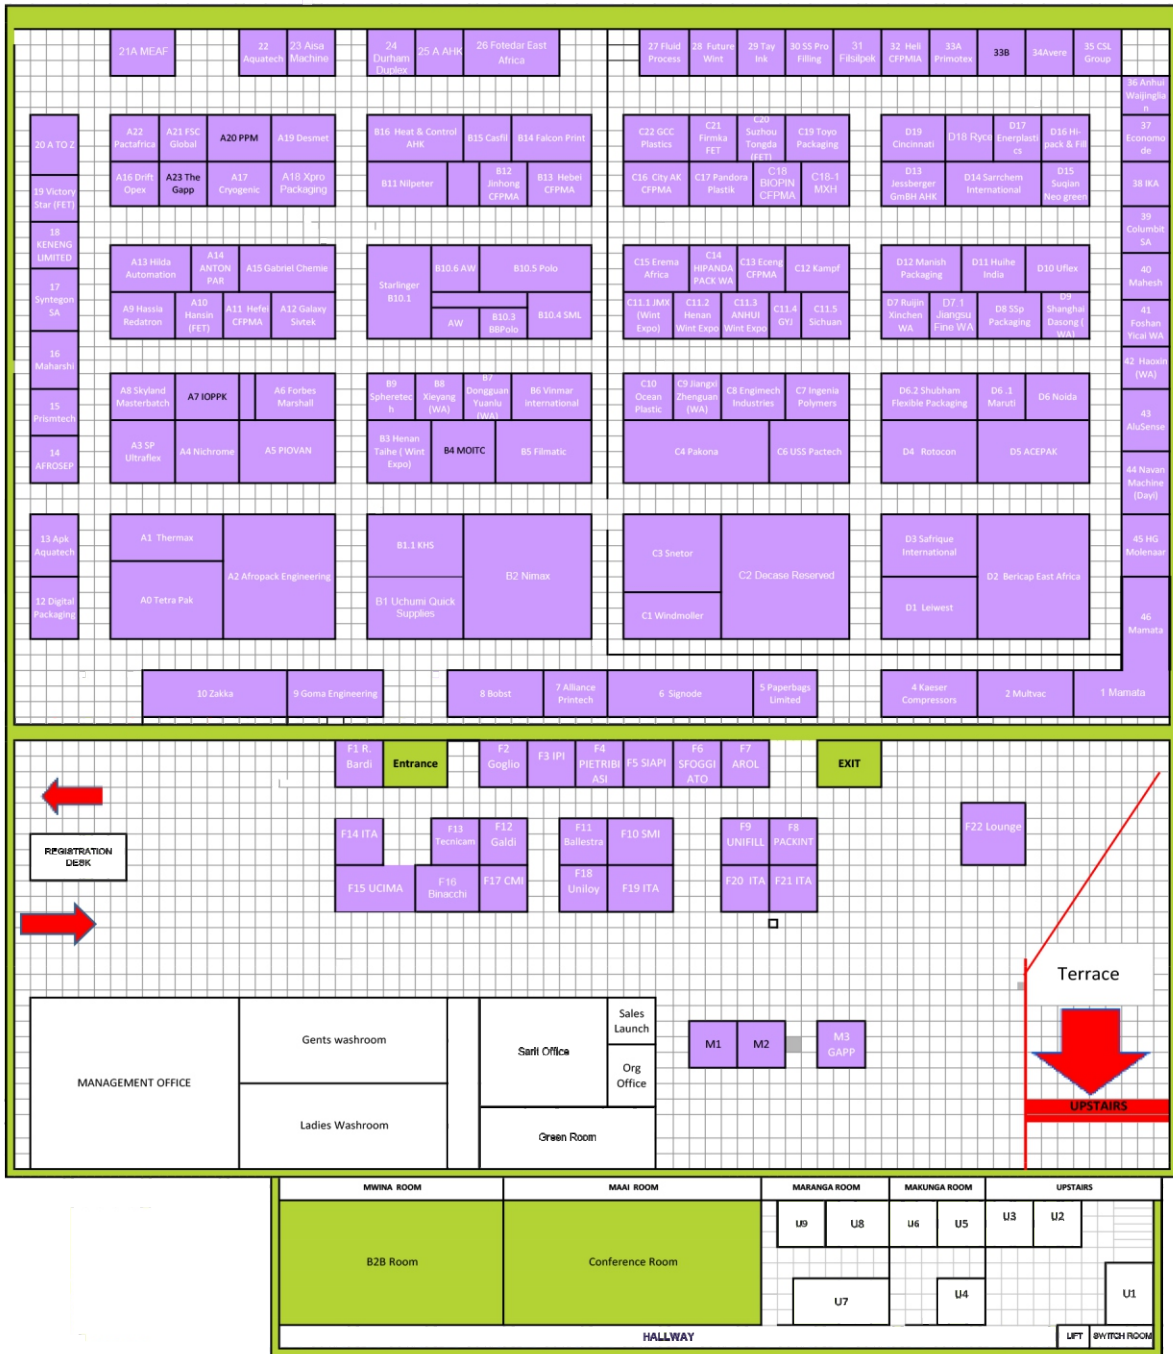 21A MEAF
22
Aquatech
23 Aisa
Machine
24
Durham
Duplex
25 A AHK
26 Fotedar East
Africa
27 Fluid
Process
28 Future
Wint
29 Tay
Ink
30 SS Pro
Filling
31
Filsilpek
32 Heli
CFPMIA
33A
Primotex
33B
34Avere
35 CSL
Group
36 Anhui
Waijinglian
20 A TO Z
A22
Pactafrica
A21 FSC
Global
A20 PPM
A19 Desmet
B16 Heat & Control
AHK
B15 Casfil
B14 Falcon Print
C22 GCC
Plastics
C21
Firmka
FET
C20
Suzhou
Tongda
(FET)
C19 Toyo
Packaging
D19
Cincinnati
D18 Ryce
D17
Enerplasti
cs
D16 Hi-
pack & Fill
37
Economo
de
A18 Drift
Opex
A23 The
Gapp
A17
Cryogenic
A18 Xpro
Packaging
B11 Nilpeter
B12
Jinhong
CFPMA
B13 Hebei
CFPMA
C16 City AK
CFPMA
C17 Pandora
Plastik
C18
BIOPIN
CFPMA
C18-1
MXH
D13
Jessberger
GmBH AHK
D14 Sarrchem
International
D15
Suqian
Neo green
38 IKA
19 Victory
Star (FET)
18
KENENG
LIMITED
39
Columbit
SA
A13 Hilda
Automation
A14
ANTON
PAR
A15 Gabriel Chemie
Starlinger
B10.1
B10.6 AW
B10.5 Polo
C15 Erema
Africa
C14
HIPANDA
PACK WA
C13 Eceng
CFPMA
C12 Kampf
D12 Manish
Packaging
D11 Huihe
India
D10 Uflex
40
Mahesh
17
Syntegon
SA
A9 Hassia
Redatron
A10
Hansin
(FET)
A11 Hefei
CFPMA
A12 Galaxy
Sivtek
AW
B10.3
BBPolo
B10.4 SML
C11.1 JMX
(Wint
Expo)
C11.2
Henan
Wint Expo
C11.3
ANHUI
Wint Expo
C11.4
GYJ
C11.5
Sichuan
D7 Ruijin
Xinchen
WA
D7. 1
Jiangsu
Fine WA
D8 SSp
Packaging
D9
Shanghai
Dasong (
WA)
41
Foshan
Yicai WA
16
Maharshi
42 Haoxin
(WA)
A8 Skyland
Masterbatch
A7 IOPPK
A6 Forbes
Marshall
B9
Spheretec
h
B8
Xieyang
(WA)
B7
Dongguan
Yuanlu
(WA)
B6 Vinmar
International
C10
Ocean
Plastic
C9 Jiangxi
Zhenguan
(WA)
C8 Engimech
Industries
C7 Ingenia
Polymers
D6.2 Shubham
Flexible Packaging
D6 .1
Maruti
D6 Noida
15
Prismtech
43
AluSense
A3 SP
Ultraflex
A4 Nichrome
A5 PIOVAN
B3 Henan
Taihe ( Wint
Expo)
B4 MOITC
B5 Filmatic
C4 Pakona
C6 USS Pactech
D4 Rotocon
D5 ACEPAK
14
AFROSEP
44 Navan
Machine
(Dayi)
13 Apk
Aquatech
A1 Thermax
A2 Afropack Engineering
A0 Tetra Pak
B1.1 KHS
B2 Nimax
B1 Uchumi Quick
Supplies
C3 Snetor
C2 Decase Reserved
C1 Windmoller
D3 Safrique
International
D2 Bericap East Africa
D1 Leiwest
45 HG
Molenaar
12 Digital
Packaging
46
Mamata
10 Zakka
9 Goma Engineering
8 Bobst
7 Alliance
Printech
6 Signode
5 Paperbags
Limited
4 Kaeser
Compressors
2 Multvac
1 Mamata
F1 R.
Bardi
Entrance
F2
Goglio
F3 IPI
F4
PIETRIBI
ASI
F5 SIAPI
F6
SFOGGI
ATO
F7
AROL
EXIT
REGISTRATION
DESK
F14 ITA
F13
Tecnicam
F12
Galdi
F11
Ballestra
F10 SMI
F9
UNIFILL
F8
PACKINT
F22 Lounge
F15 UCIMA
F16
Binacchi
F17 CMI
F18
Uniloy
F19 ITA
F20 ITA
F21 ITA
Terrace
UPSTAIRS
MANAGEMENT OFFICE
Gents washroom
Ladies Washroom
Sarit Office
Sales
Launch
Org
Office
Green Room
M1
M2
M3
GAPP
MWINA ROOM
MAAI ROOM
MARANGA ROOM
MAKUNGA ROOM
UPSTAIRS
B2B Room
Conference Room
U9
U8
U6
U5
U3
U2
U7
U4
U1
HALLWAY
LIFT
SWITCH ROOM